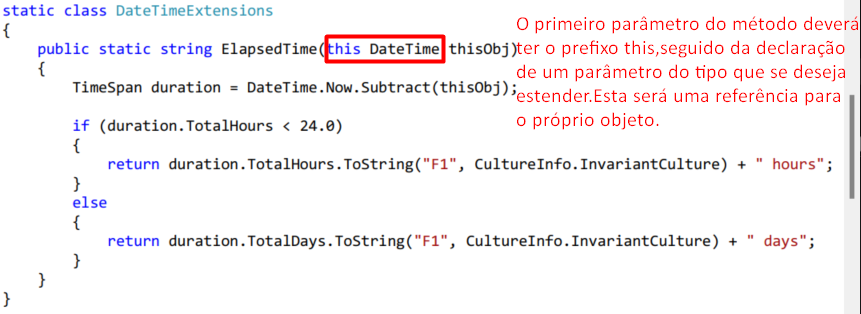 static class DateTimeExtensions
{
public static string ElapsedTime(this DateTime thisObj)
{
TimeSpan duration = DateTime.Now.Subtract(thisObj);
if (duration.TotalHours < 24.0)
{
return duration.TotalHours.ToString("F1", CultureInfo.InvariantCulture) + " hours";
}
else
{
return duration.TotalDays.ToString("F1", CultureInfo.InvariantCulture) + " days";
}
}
}
O primeiro parâmetro do método deverá
ter o prefixo this,seguido da declaração
de um parâmetro do tipo que se deseja
estender.Esta será uma referência para
o próprio objeto.